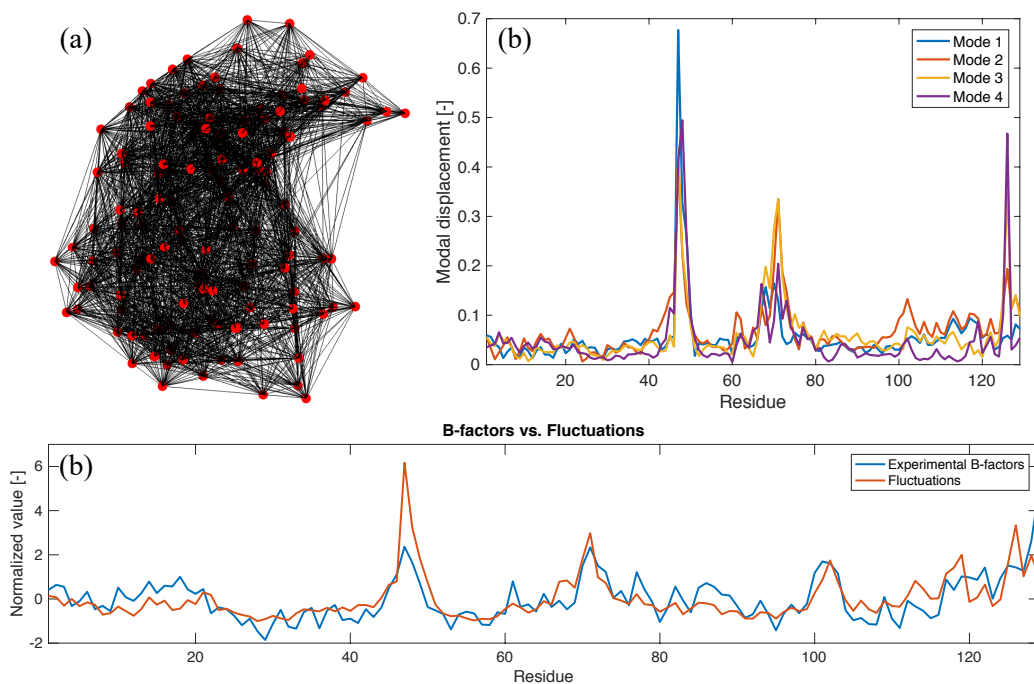 (a)
(b)
Modal displacement [-]
0.7
0.6
0.5
0.4
0.3
0.2
0.1
0
20
40
60
80
100
120
Residue
Mode 1
Mode 2
Mode 3
Mode 4
B-factors vs. Fluctuations
(b)
Normalized value [-]
6
4
2
0
-2
20
40
60
80
100
120
Residue
Experimental B-factors
Fluctuations